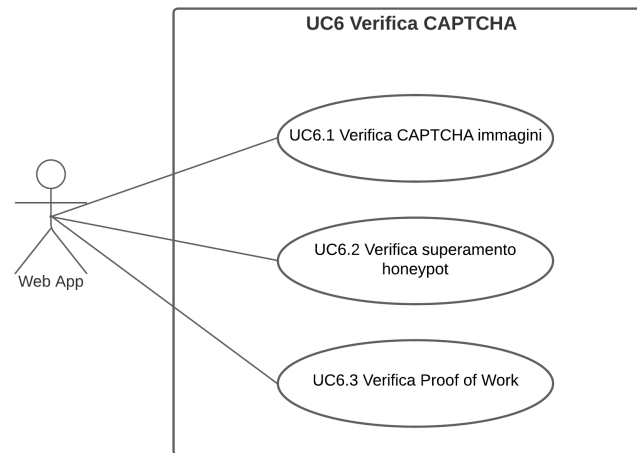 UC6 Verifica CAPTCHA
UC6.1 Verifica CAPTCHA immagini
UC6.2 Verifica superamento
honeypot
Web App
UC6.3 Verifica Proof of Work